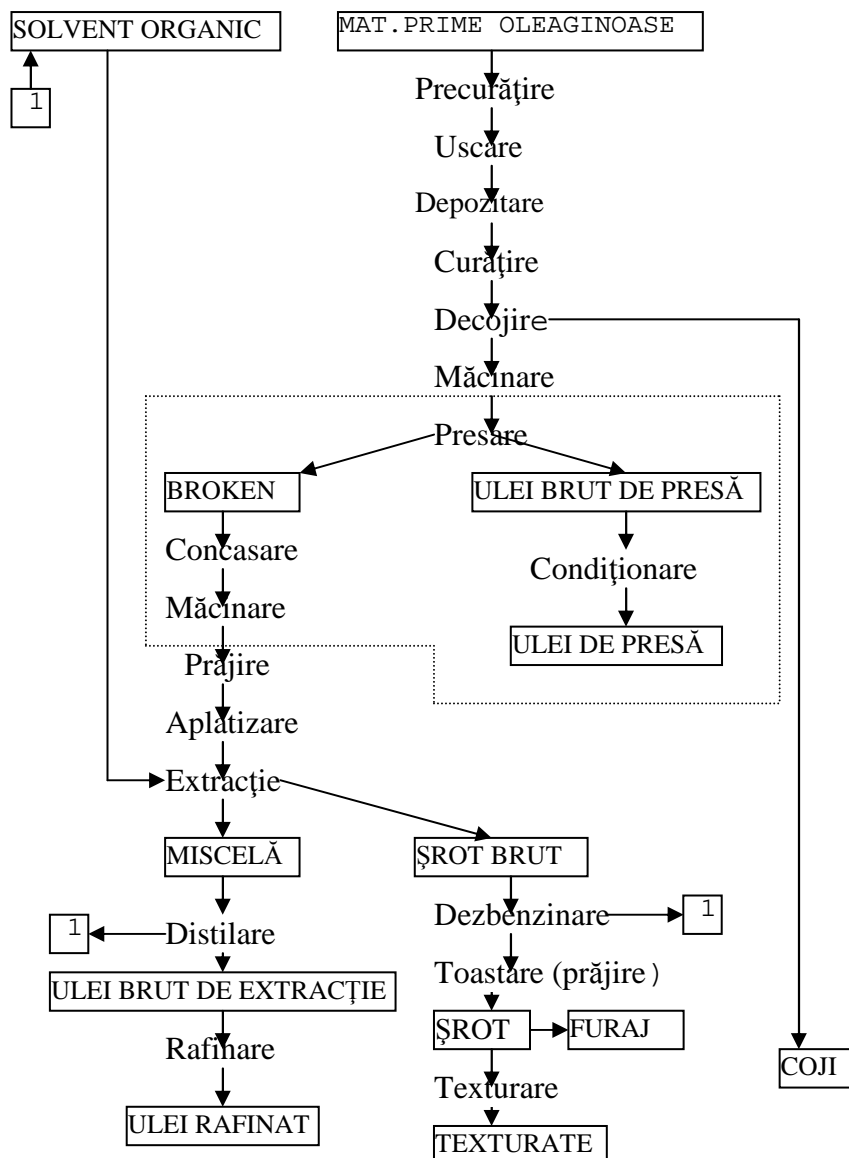 SOLVENT ORGANIC
MAT.PRIME OLEAGINOASE
1
Precurăţire
Uscare
Depozitare
Curăţire
Decojire
Măcinare
Presare
BROKEN
ULEI BRUT DE PRESĂ
Concasare
Condiţionare
Măcinare
ULEI DE PRESĂ
Prăjire
Aplatizare
Extracţie
MISCELĂ
ŞROT BRUT
1
Distilare
Dezbenzinare
1
Toastare (prăjire)
ULEI BRUT DE EXTRACŢIE
ŞROT
FURAJ
Rafinare
COJI
Texturare
ULEI RAFINAT
TEXTURATE